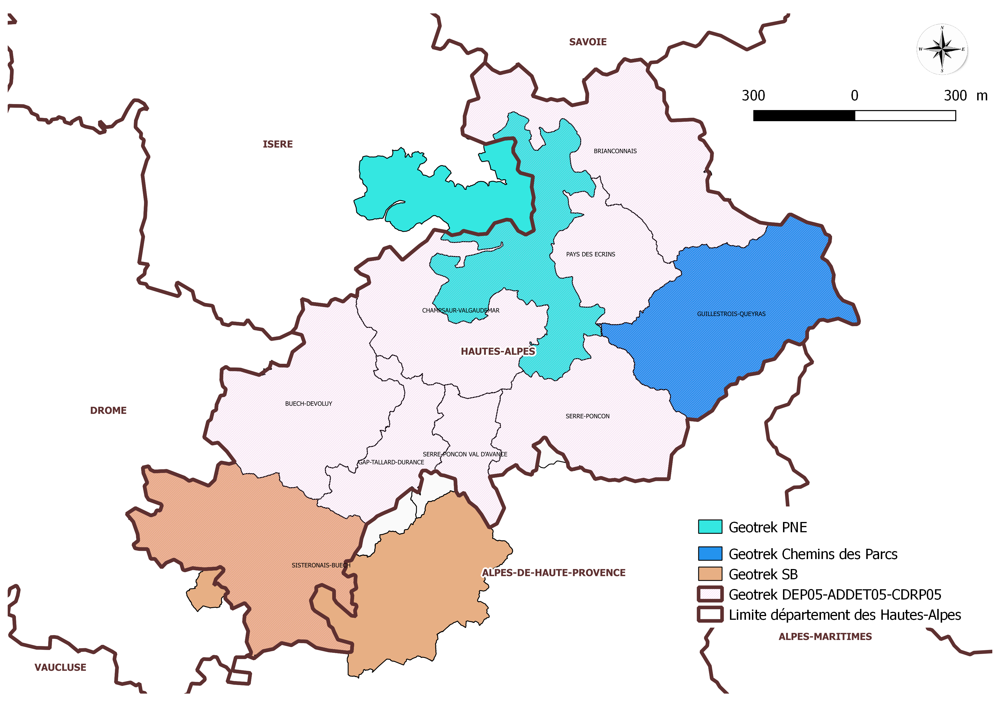 SAVOIE
N
W
E
S
300 0 300 m
ISERE
BRIANCONNAIS
PAYS DES ECRINS
CHAMPSAUR-VALGAUDEMAR
GUILLESTROIS-QUEYRAS
HAUTES-ALPES
BUECH-DEVOLUY
DROME
SERRE-PONCON
SERRE-PONCON VAL D'AVANCE
GAP-TALLARD-DURANCE
SISTERONAIS-BUECH
ALPES-DE-HAUTE-PROVENCE
Geotrek PNE
Geotrek Chemins des Parcs
Geotrek SB
Geotrek DEP05-ADDET05-CDRP05
Limite département des Hautes-Alpes
ALPES-MARITIMES
VAUCLUSE